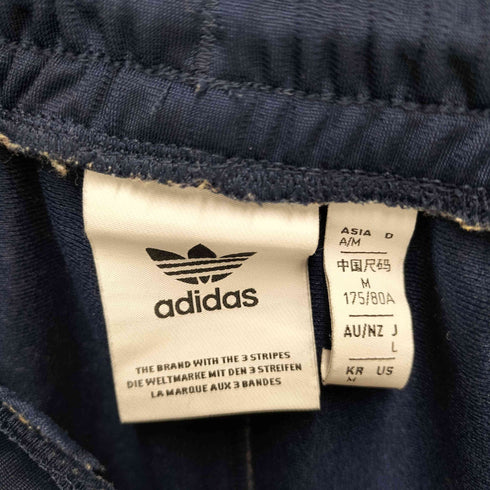 adidas
THE BRAND WITH THE 3 STRIPES
DIE WELTMARKE MIT DEN 3 STREIFEN
LA MARQUE AUX 3 BANDES
ASIA D
A/M
中国尺码
M
175/80A
AU/NZ J
L
KR US
M